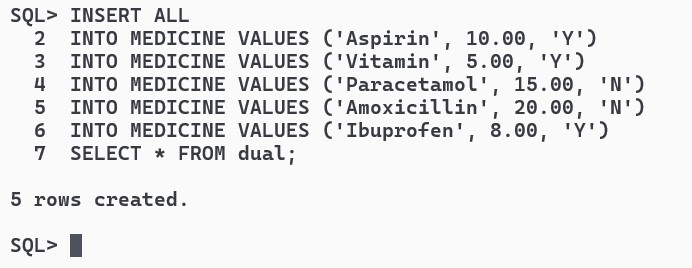 SQL> INSERT ALL
  2  INTO MEDICINE VALUES ('Aspirin', 10.00, 'Y')
  3  INTO MEDICINE VALUES ('Vitamin', 5.00, 'Y')
  4  INTO MEDICINE VALUES ('Paracetamol', 15.00, 'N')
  5  INTO MEDICINE VALUES ('Amoxicillin', 20.00, 'N')
  6  INTO MEDICINE VALUES ('Ibuprofen', 8.00, 'Y')
  7  SELECT * FROM dual;
5 rows created.
SQL>